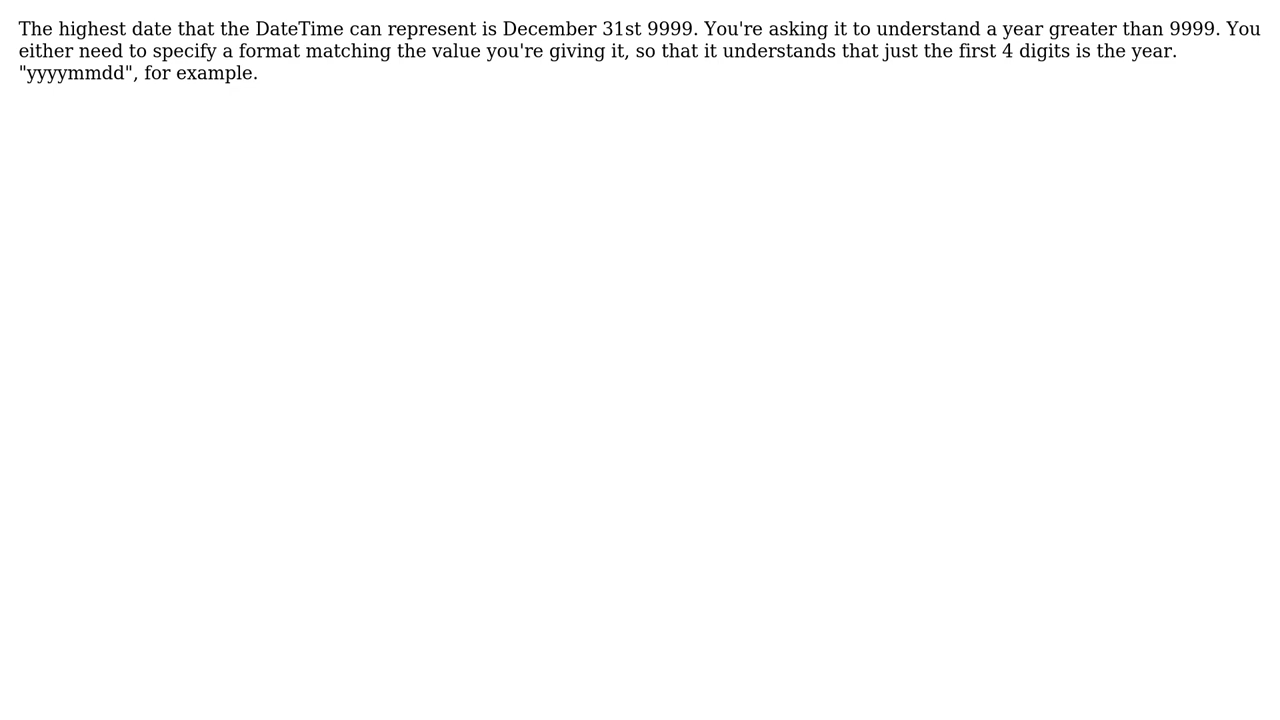 The highest date that the DateTime can represent is December 31st 9999. You're asking it to understand a year greater than 9999. You
either need to specify a format matching the value you're giving it, so that it understands that just the first 4 digits is the year.
"yyyymmdd", for example.